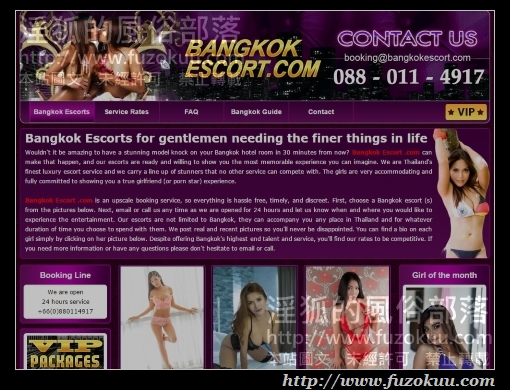 淫狐的風俗部落
http://www.fuzokuu.com
本站圖文 未經許可 禁止轉載
BANGKOK
ESCORT.COM
CONTACT US
booking@bangkokescort.com
088 - 011 - 4917
Bangkok Escorts
Service Rates
FAQ
Bangkok Guide
Contact
★ VIP ★
Bangkok Escorts for gentlemen needing the finer things in life
Wouldn't it be amazing to have a stunning model knock on your Bangkok hotel room in 30 minutes from now? Bangkok Escort .com can
make that happen, and our escorts are ready and willing to show you the most memorable experience you can imagine. We are Thailand's
finest luxury escort service and we carry a line up of stunners that no other service can compete with. The girls are very accommodating and
fully committed to showing you a true girlfriend (or porn star) experience.
Bangkok Escort .com is an upscale booking service, so everything is hassle free, timely, and discreet. First, choose a Bangkok escort (s)
from the pictures below. Next, email or call us any time as we are opened for 24 hours and let us know when and where you would like to
experience the entertainment. Our escorts are not limited to Bangkok, they can accompany you any place in Thailand and for whatever
duration of time you choose to spend with them. We post real and recent pictures so you'll never be disappointed. You can find a bio on each
girl simply by clicking on her picture below. Despite offering Bangkok's highest end talent and service, you'll find our rates to be competitive. If
you need more information or have any questions please don't hesitate to email or call.
Booking Line
We are open
24 hours service
+66(0)880114917
VIP
PACKAGES
Girl of the month
淫狐的風俗部落
http://www.fuzokuu.com
本站圖文 未經許可 禁止轉載
http://www.fuzokuu.com